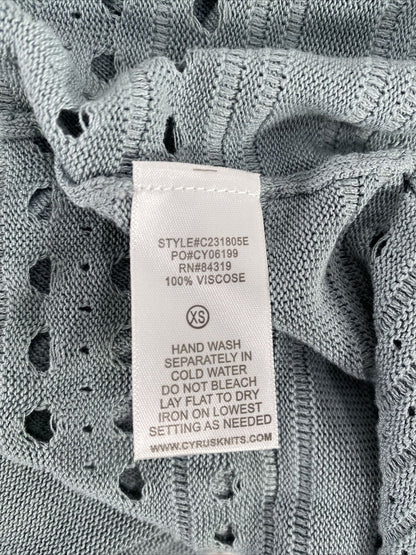 STYLE#C231805E
PO#CY06199
RN#84319
100% VISCOSE
XS
HAND WASH
SEPARATELY IN
COLD WATER
DO NOT BLEACH
LAY FLAT TO DRY
IRON ON LOWEST
SETTING AS NEEDED
WWW.CYRUSKNITS.COM